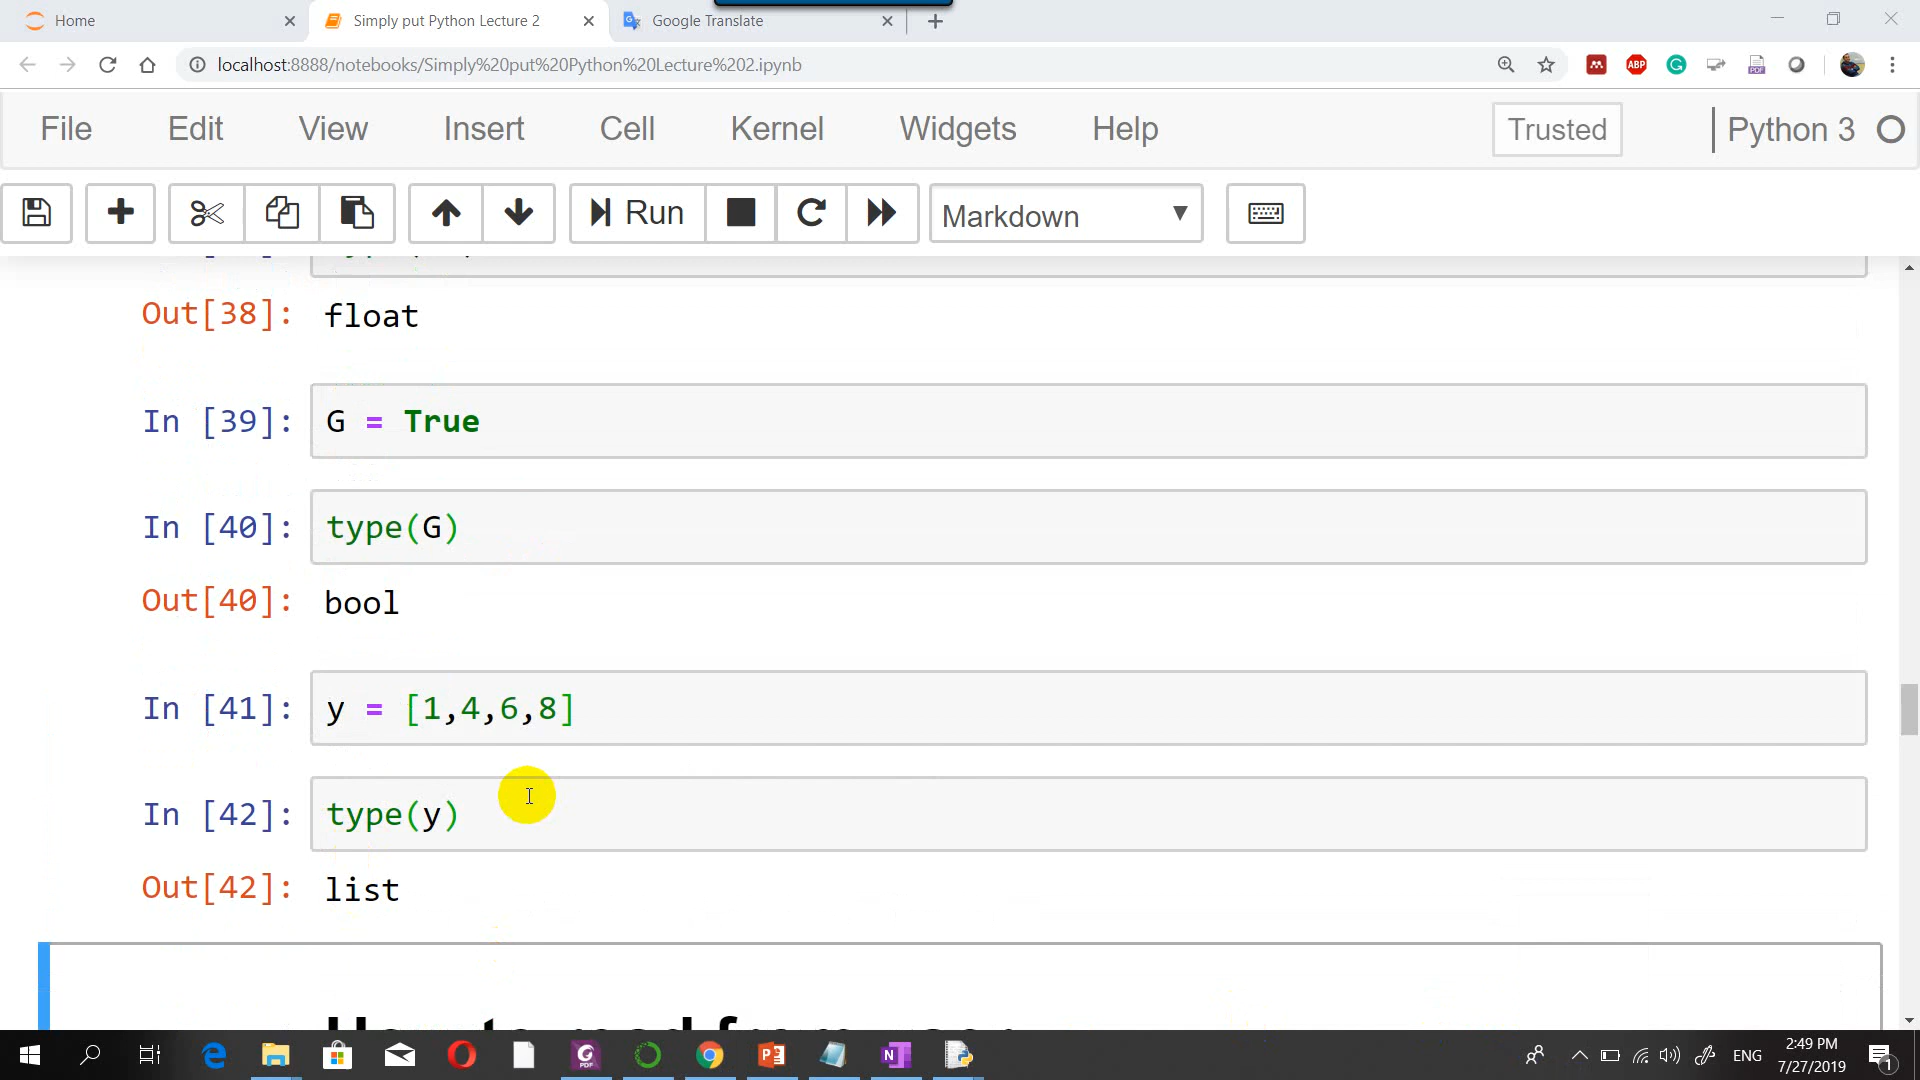 Home
Simply put Python Lecture 2
Google Translate
localhost:8888/notebooks/Simply%20put%20Python%20Lecture%202.ipynb
File Edit View Insert Cell Kernel Widgets Help Trusted Python 3
Run Markdown
Out[38]: float
In [39]: G = True
In [40]: type(G)
Out[40]: bool
In [41]: y = [1,4,6,8]
In [42]: type(y)
Out[42]: list
ENG
2:49 PM
7/27/2019
1